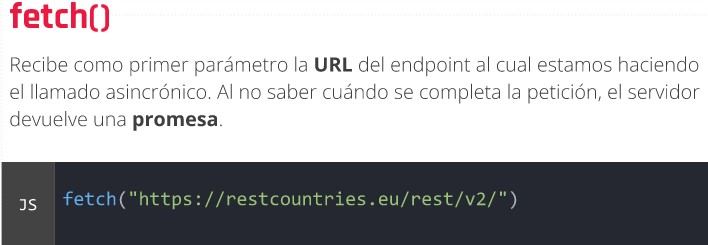 fetch()
Recibe como primer parámetro la URL del endpoint al cual estamos haciendo
el llamado asincrónico. Al no saber cuándo se completa la petición, el servidor
devuelve una promesa.
JS fetch("https://restcountries.eu/rest/v2/")